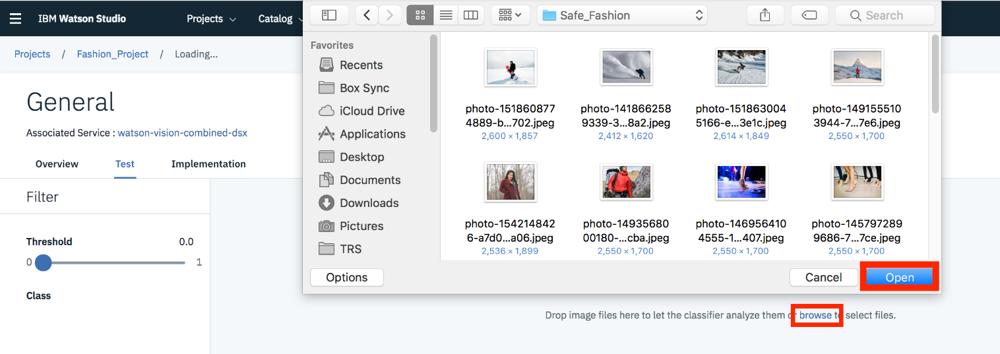 IBM Watson Studio
Projects
Catalog
Safe_Fashion
Search
Projects / Fashion_Project / Loading...
General
Associated Service : watson-vision-combined-dsx
Overview
Test
Implementation
Filter
Threshold
0.0
0
1
Class
Favorites
Recents
Box Sync
iCloud Drive
Applications
Desktop
Documents
Downloads
Pictures
TRS
photo-151860877
4889-b...702.jpeg
2,600 × 1,857
photo-141866258
9339-3...8a2.jpeg
2,412 × 1,620
photo-151863004
5166-e...3e1c.jpeg
2,614 × 1,849
photo-149155510
3944-7...7e6.jpeg
2,550 × 1,700
photo-154214842
6-a7d0...a06.jpeg
2,536 × 1,899
photo-14935680
00180-...cba.jpeg
2,550 × 1,700
photo-146956410
4555-1...407.jpeg
2,550 × 1,700
photo-145797289
9686-7...7ce.jpeg
2,550 × 1,700
Options
Cancel
Open
Drop image files here to let the classifier analyze them or browse to select files.